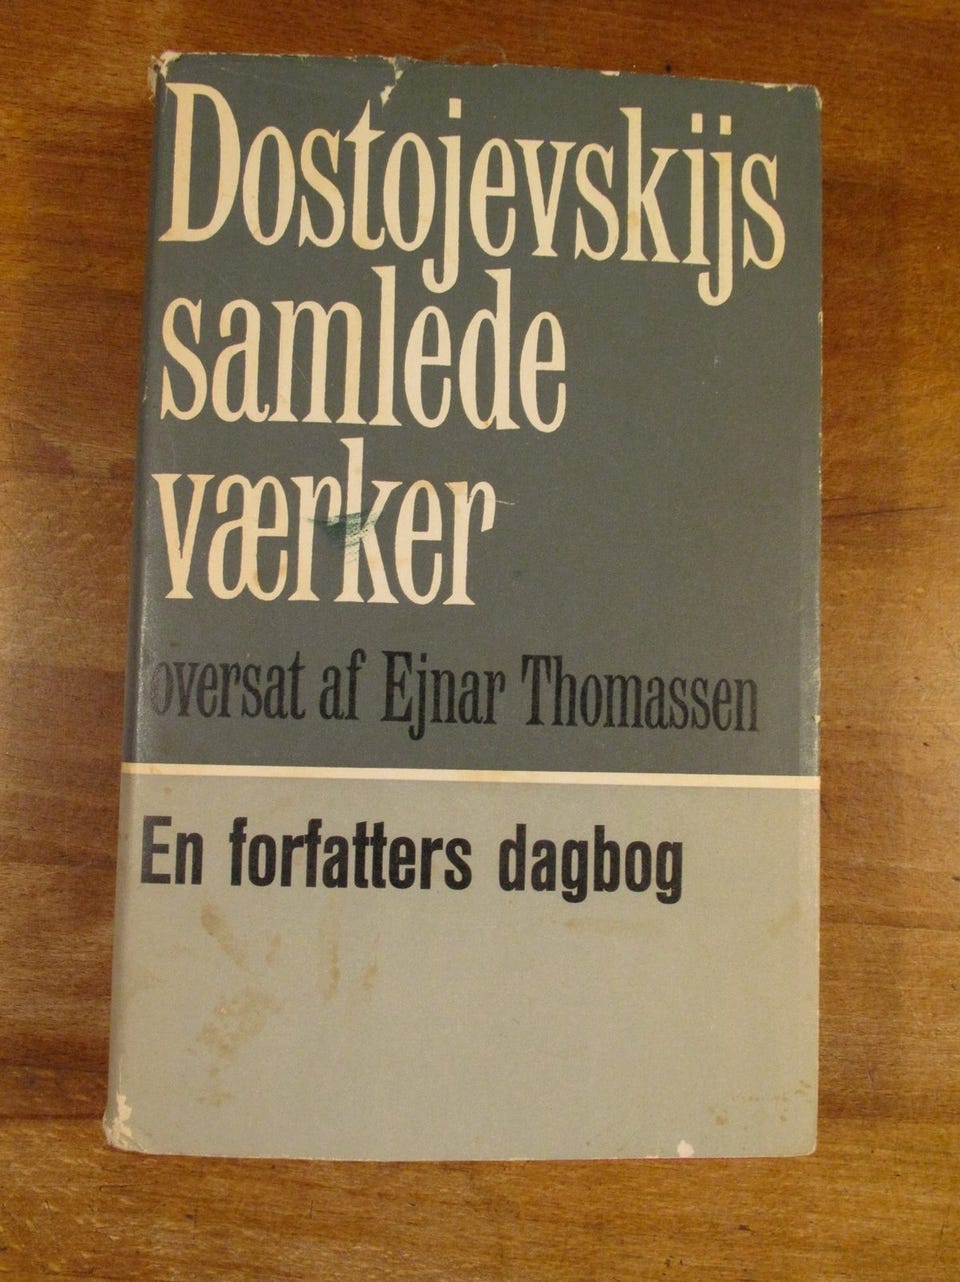 Dostojevskijs
samlede
værker
oversat af Ejnar Thomassen
En forfatters dagbog